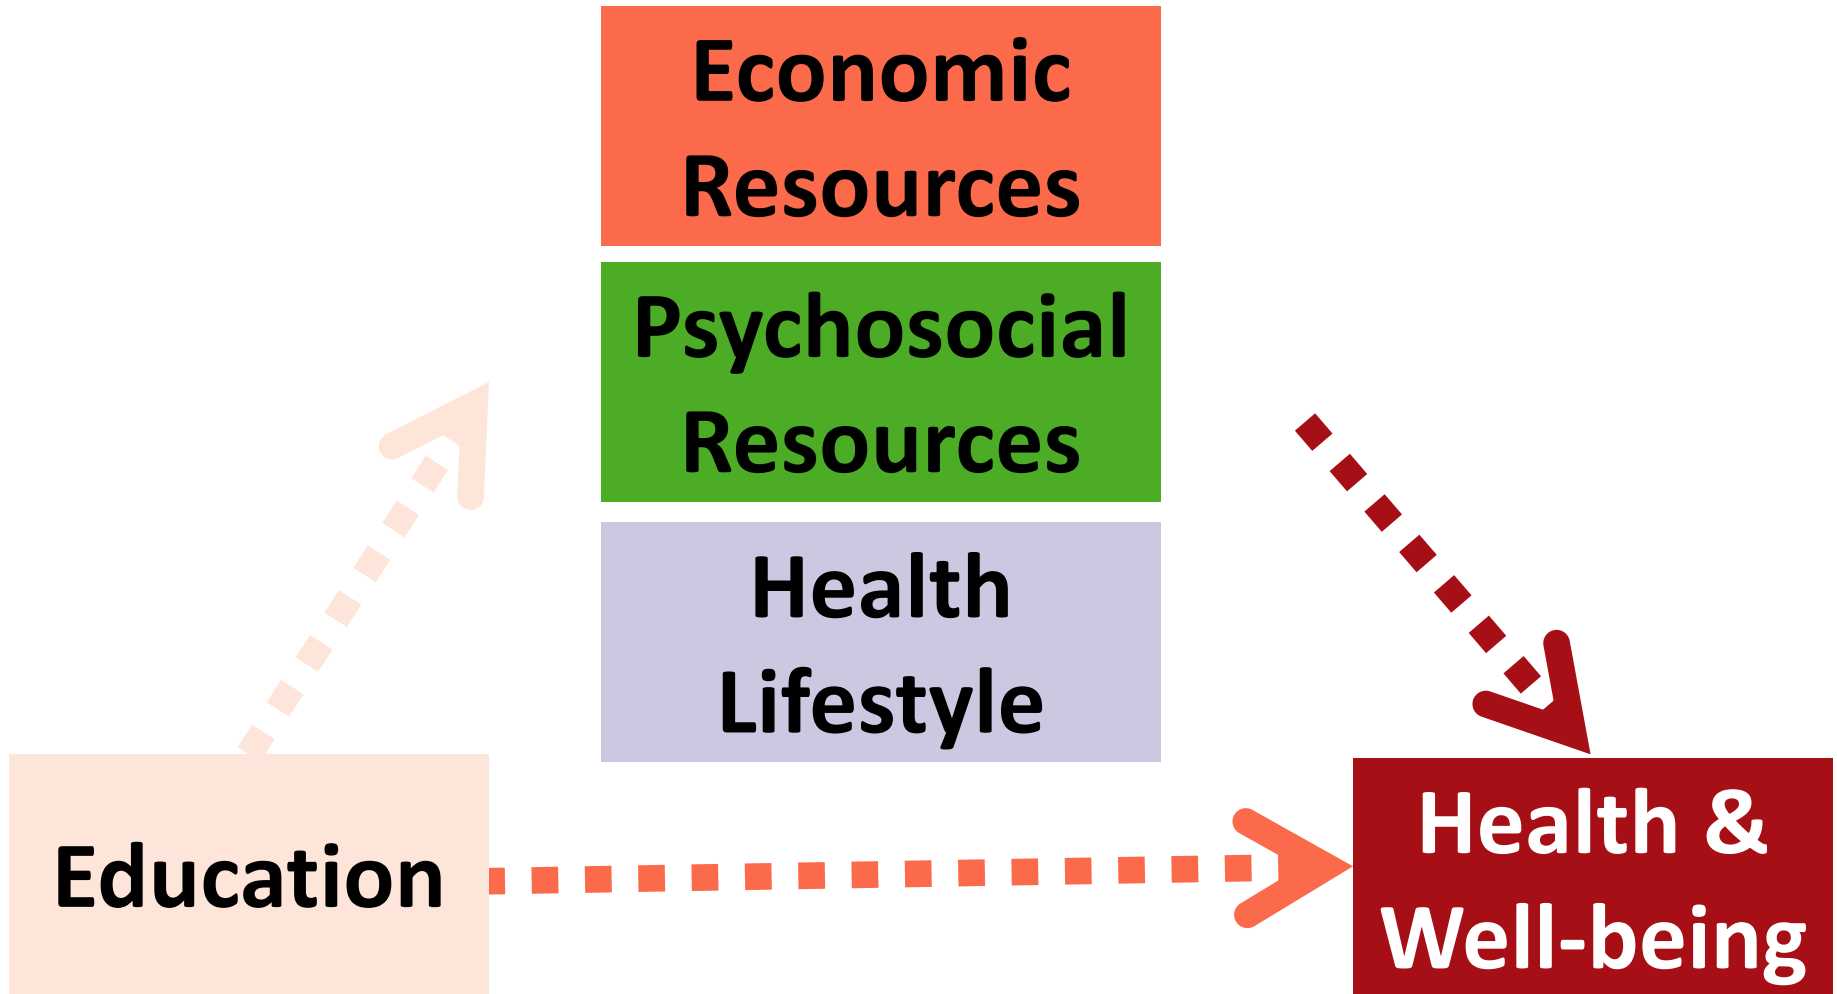 Economic
Resources
Psychosocial
Resources
Health
Lifestyle
Education
Health &
Well-being